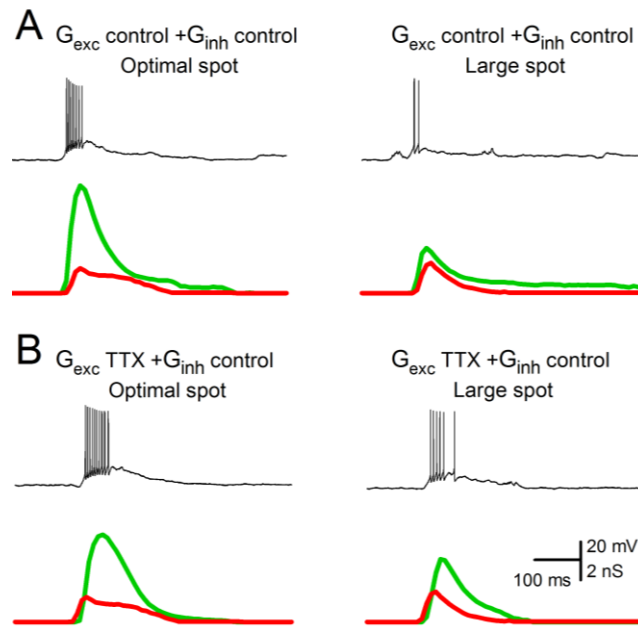 A
G_exc control +G_inh control
Optimal spot
G_exc control +G_inh control
Large spot
B
G_exc TTX +G_inh control
Optimal spot
G_exc TTX +G_inh control
Large spot
20 mV
100 ms
2 nS